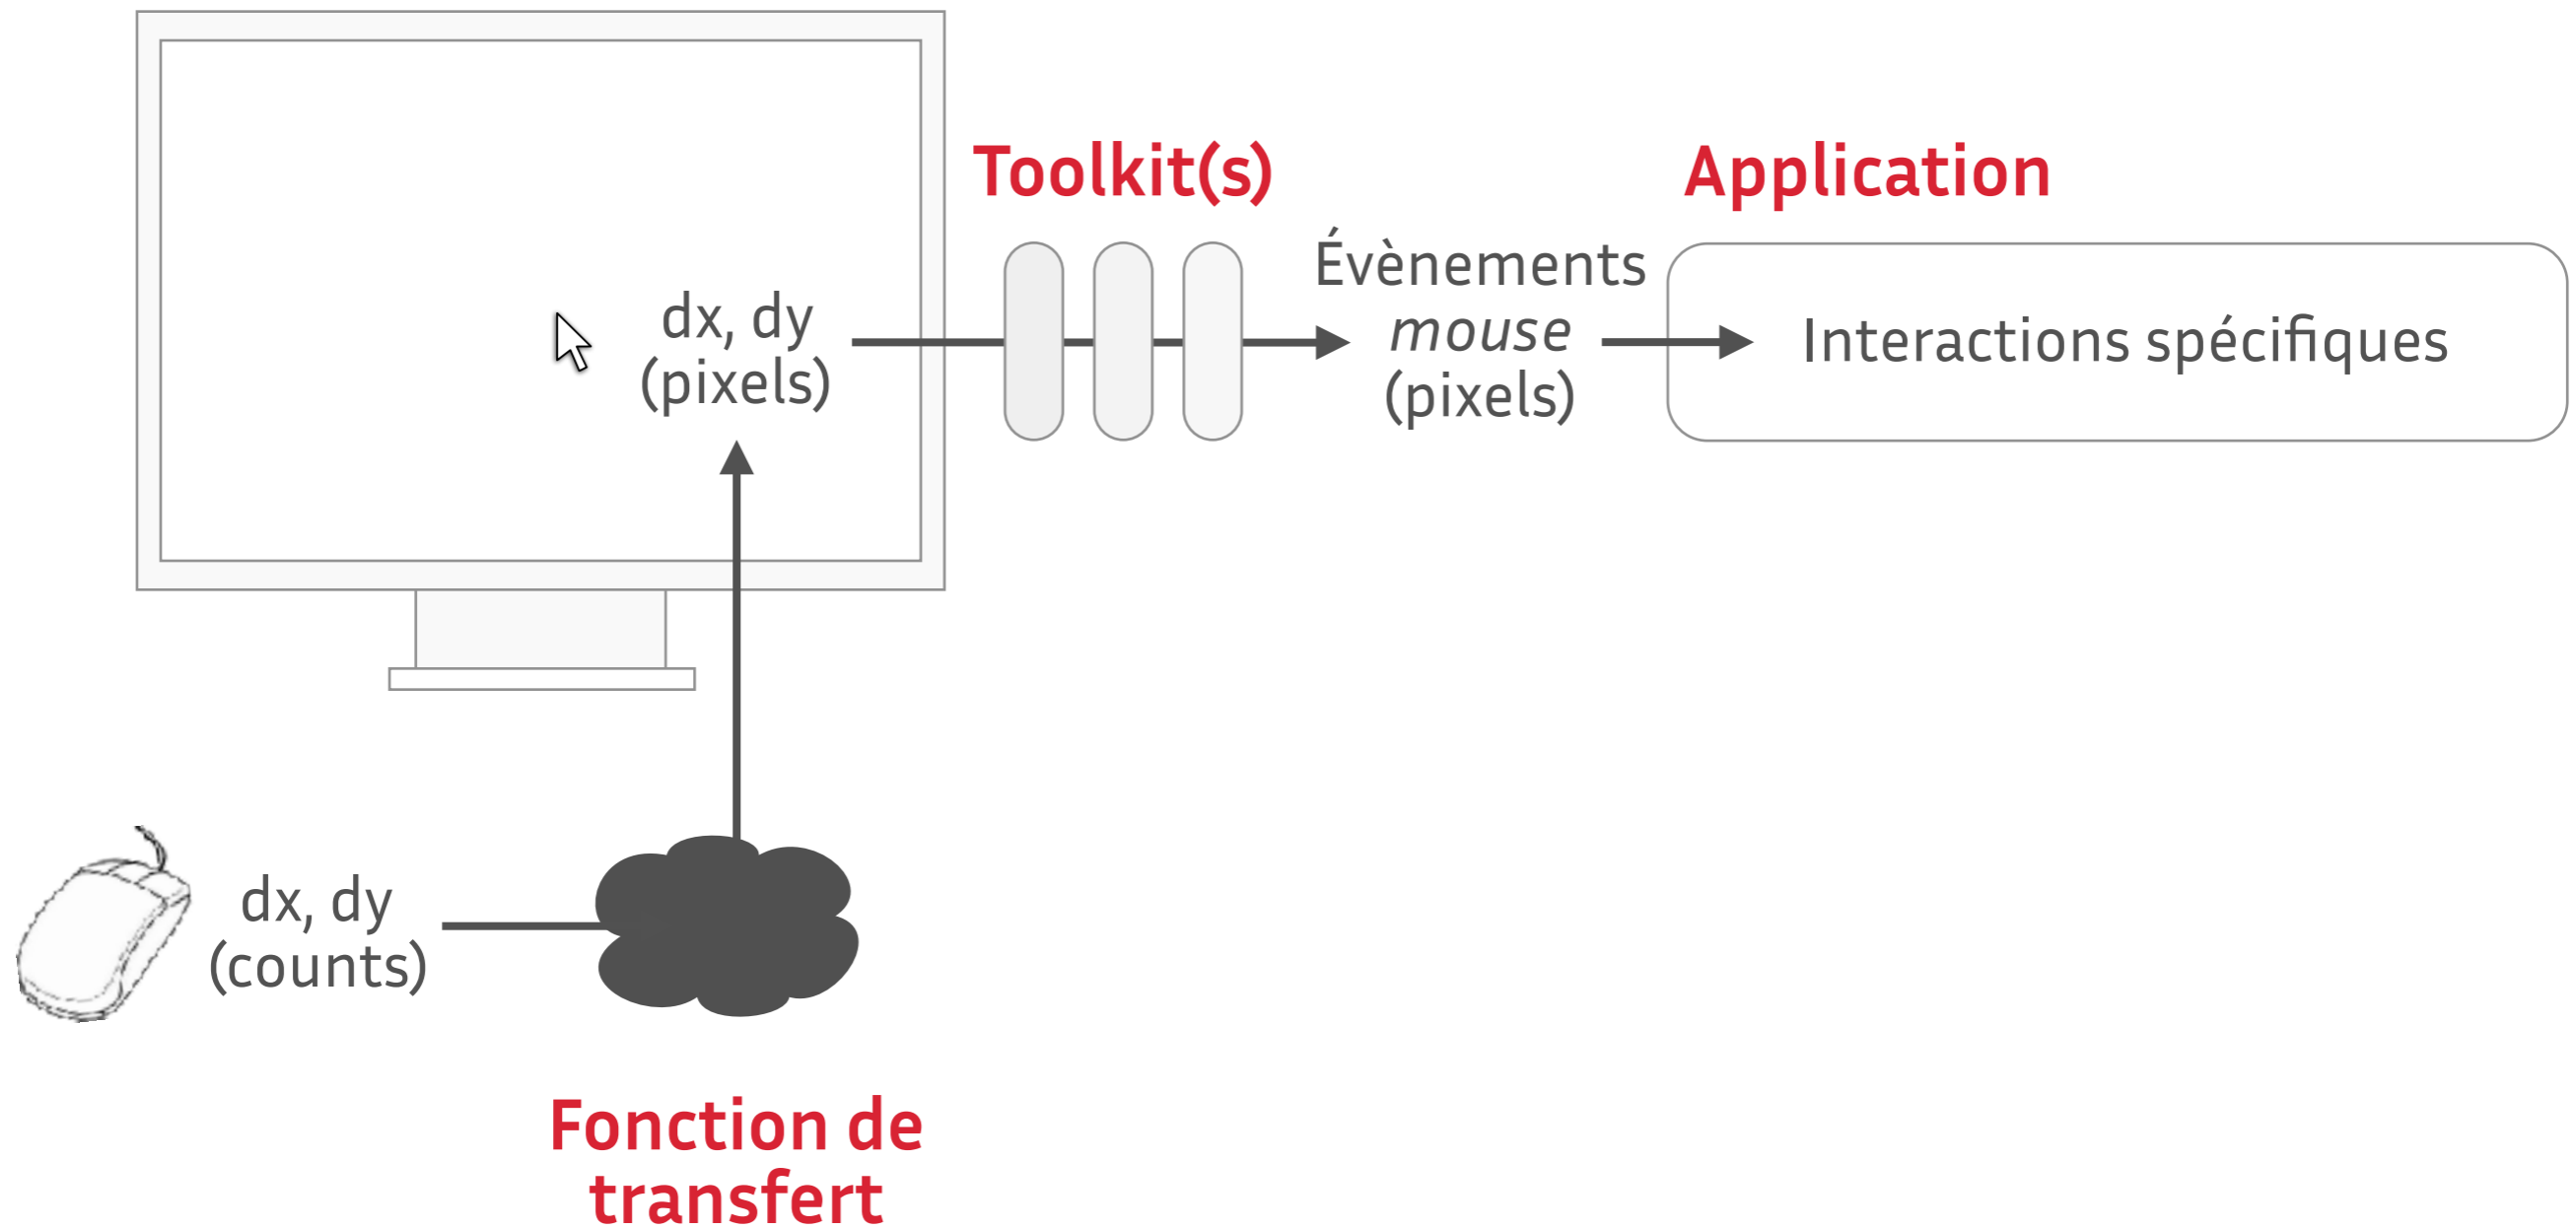 Toolkit(s)
Application
dx, dy
(pixels)
Évènements
mouse
(pixels)
Interactions spécifiques
dx, dy
(counts)
Fonction de
transfert